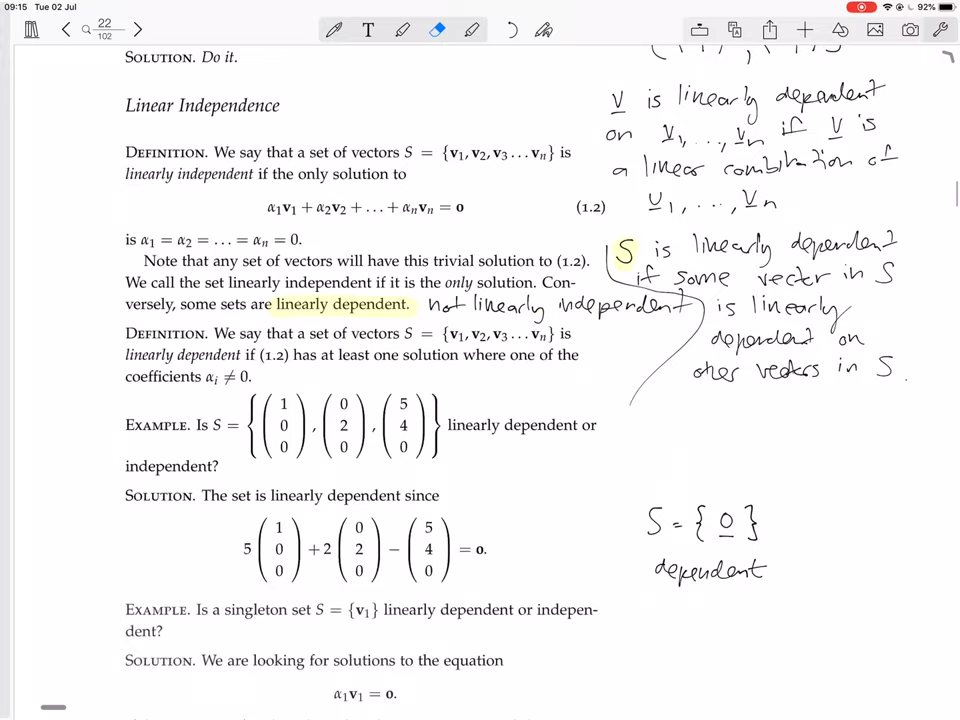 09:15 Tue 02 Jul
92%
22
102
T
SOLUTION. Do it.
Linear Independence
DEFINITION. We say that a set of vectors S = {v₁, v₂, v₃ … vₙ} is
linearly independent if the only solution to
α₁v₁ + α₂v₂ + … + αₙvₙ = 0 (1.2)
is α₁ = α₂ = … = αₙ = 0.
Note that any set of vectors will have this trivial solution to (1.2).
We call the set linearly independent if it is the only solution. Con-
versely, some sets are linearly dependent. not linearly independent
DEFINITION. We say that a set of vectors S = {v₁, v₂, v₃ … vₙ} is
linearly dependent if (1.2) has at least one solution where one of the
coefficients αᵢ ≠ 0.
EXAMPLE. Is S = { (1 0 0), (0 2 0), (5 4 0) } linearly dependent or
independent?
SOLUTION. The set is linearly dependent since
5 (1 0 0) + 2 (0 2 0) − (5 4 0) = 0.
EXAMPLE. Is a singleton set S = {v₁} linearly dependent or indepen-
dent?
SOLUTION. We are looking for solutions to the equation
α₁v₁ = 0.
v is linearly dependent
on v₁, …, vₙ if v is
a linear combination of
v₁, …, vₙ
S is linearly dependent
if some vector in S
is linearly
dependent on
other vectors in S.
S = { 0 }
dependent